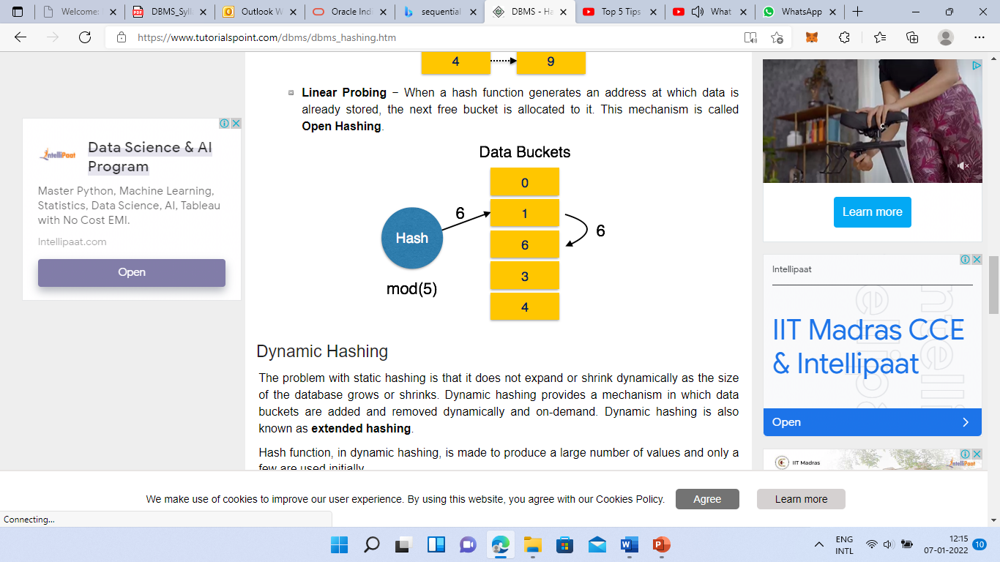 Welcome:
DBMS_Syll
Outlook W
Oracle Indi
sequential
DBMS - Ha
Top 5 Tips
What
WhatsApp
https://www.tutorialspoint.com/dbms/dbms_hashing.htm
4
9
Linear Probing – When a hash function generates an address at which data is
already stored, the next free bucket is allocated to it. This mechanism is called
Open Hashing.
Data Buckets
0
1
6
3
4
6
6
Hash
mod(5)
Dynamic Hashing
The problem with static hashing is that it does not expand or shrink dynamically as the size
of the database grows or shrinks. Dynamic hashing provides a mechanism in which data
buckets are added and removed dynamically and on-demand. Dynamic hashing is also
known as extended hashing.
Hash function, in dynamic hashing, is made to produce a large number of values and only a
few are used initially.
IntelliPaat
Data Science & AI
Program
Master Python, Machine Learning,
Statistics, Data Science, AI, Tableau
with No Cost EMI.
Intellipaat.com
Open
Learn more
Intellipaat
IIT Madras CCE
& Intellipaat
Open
IIT Madras
IntelliPaat
We make use of cookies to improve our user experience. By using this website, you agree with our Cookies Policy.
Agree
Learn more
Connecting...
ENG
INTL
12:15
07-01-2022
10